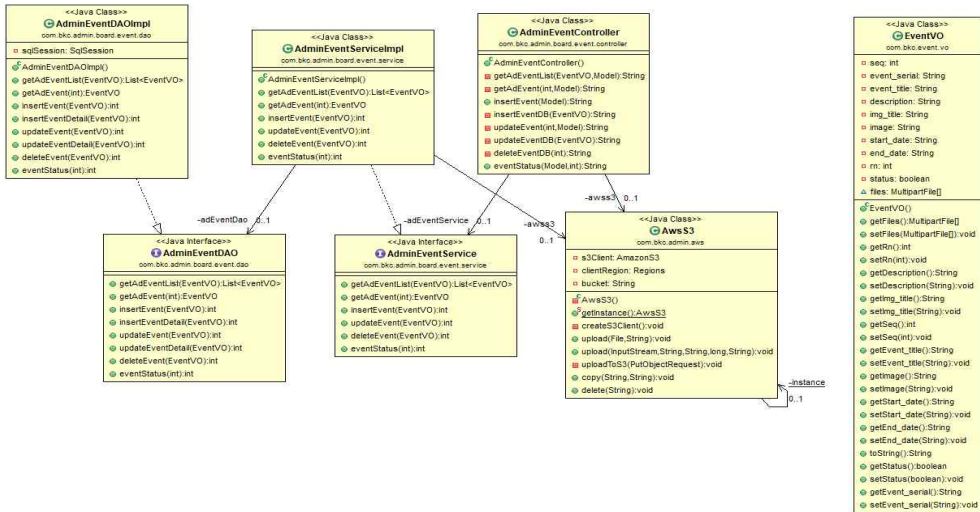 <<Java Class>>
AdminEventDAOImpl
com.bkc.admin.board.event.dao
sqlSession: SqlSession
AdminEventDAOImpl()
getAdEventList(EventVO):List<EventVO>
getAdEvent(int):EventVO
insertEvent(EventVO):int
insertEventDetail(EventVO):int
updateEvent(EventVO):int
updateEventDetail(EventVO):int
deleteEvent(EventVO):int
eventStatus(int):int
<<Java Class>>
AdminEventServiceImpl
com.bkc.admin.board.event.service
AdminEventServiceImpl()
getAdEventList(EventVO):List<EventVO>
getAdEvent(int):EventVO
insertEvent(EventVO):int
updateEvent(EventVO):int
deleteEvent(EventVO):int
eventStatus(int):int
<<Java Class>>
AdminEventController
com.bkc.admin.board.event.controller
AdminEventController()
getAdEventList(EventVO,Model):String
getAdEvent(int,Model):String
insertEvent(Model):String
insertEventDB(EventVO):String
updateEvent(int,Model):String
updateEventDB(EventVO):String
deleteEventDB(int):String
eventStatus(Model,int):String
<<Java Class>>
EventVO
com.bkc.event.vo
seq: int
event_serial: String
event_title: String
description: String
img_title: String
image: String
start_date: String
end_date: String
rn: int
status: boolean
files: MultipartFile[]
EventVO()
getFiles():MultipartFile[]
setFiles(MultipartFile[]):void
getRn():int
setRn(int):void
getDescription():String
setDescription(String):void
getImg_title():String
setImg_title(String):void
getSeq():int
setSeq(int):void
getEvent_title():String
setEvent_title(String):void
getImage():String
setImage(String):void
getStart_date():String
setStart_date(String):void
getEnd_date():String
setEnd_date(String):void
toString():String
getStatus():boolean
setStatus(boolean):void
getEvent_serial():String
setEvent_serial(String):void
-adEventDao 0..1
-adEventService 0..1
-awss3
0..1
-awss3 0..1
<<Java Interface>>
AdminEventDAO
com.bkc.admin.board.event.dao
getAdEventList(EventVO):List<EventVO>
getAdEvent(int):EventVO
insertEvent(EventVO):int
insertEventDetail(EventVO):int
updateEvent(EventVO):int
updateEventDetail(EventVO):int
deleteEvent(EventVO):int
eventStatus(int):int
<<Java Interface>>
AdminEventService
com.bkc.admin.board.event.service
getAdEventList(EventVO):List<EventVO>
getAdEvent(int):EventVO
insertEvent(EventVO):int
updateEvent(EventVO):int
deleteEvent(EventVO):int
eventStatus(int):int
<<Java Class>>
AwsS3
com.bkc.admin.aws
s3Client: AmazonS3
clientRegion: Regions
bucket: String
AwsS3()
getInstance():AwsS3
createS3Client():void
upload(File,String):void
upload(InputStream,String,String,long,String):void
uploadToS3(PutObjectRequest):void
copy(String,String):void
delete(String):void
-instance
0..1